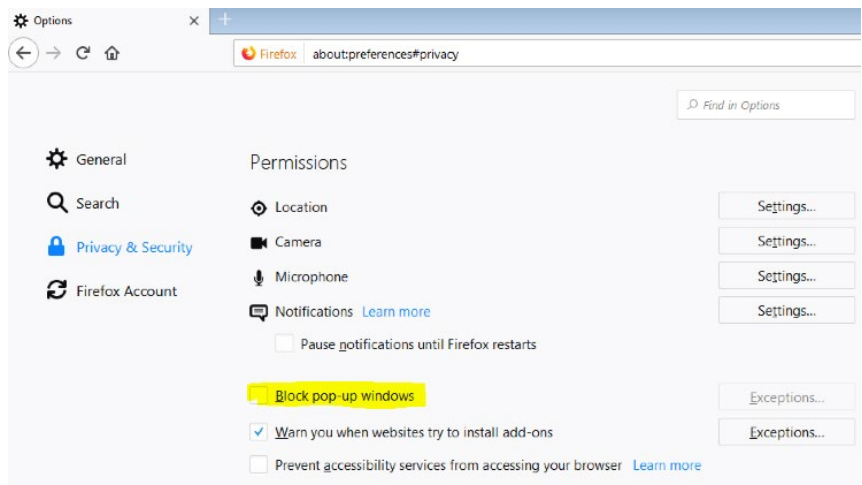 Options
Firefox about:preferences#privacy
Find in Options
General
Search
Privacy & Security
Firefox Account
Permissions
Location Settings...
Camera Settings...
Microphone Settings...
Notifications Learn more Settings...
Pause notifications until Firefox restarts
Block pop-up windows Exceptions...
Warn you when websites try to install add-ons Exceptions...
Prevent accessibility services from accessing your browser Learn more